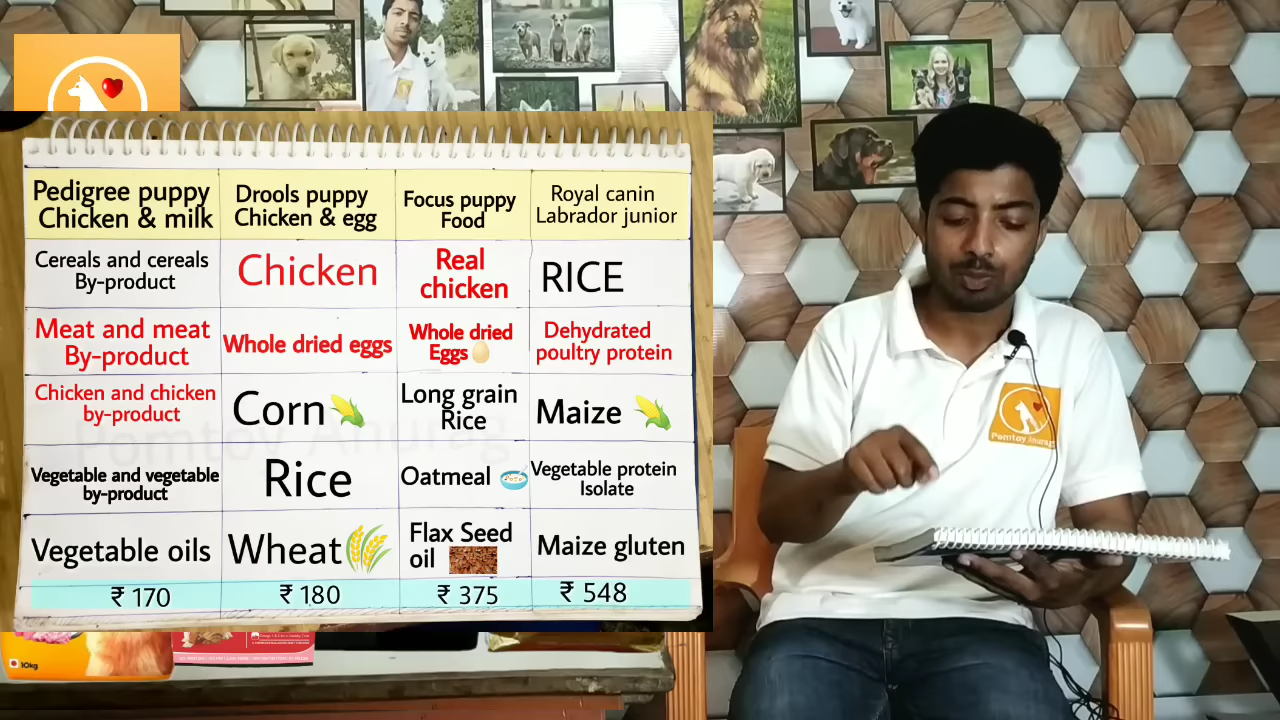 Pedigree puppy
Chicken & milk
Drools puppy
Chicken & egg
Focus puppy
Food
Royal canin
Labrador junior
Cereals and cereals
By-product
Chicken
Real
chicken
RICE
Meat and meat
By-product
Whole dried eggs
Whole dried
Eggs
Dehydrated
poultry protein
Chicken and chicken
by-product
Corn
Long grain
Rice
Maize
Vegetable and vegetable
by-product
Rice
Oatmeal
Vegetable protein
Isolate
Vegetable oils
Wheat
Flax Seed
oil
Maize gluten
₹ 170
₹ 180
₹ 375
₹ 548
Pomtoy Anurag
Pomtoy Anurag
10kg